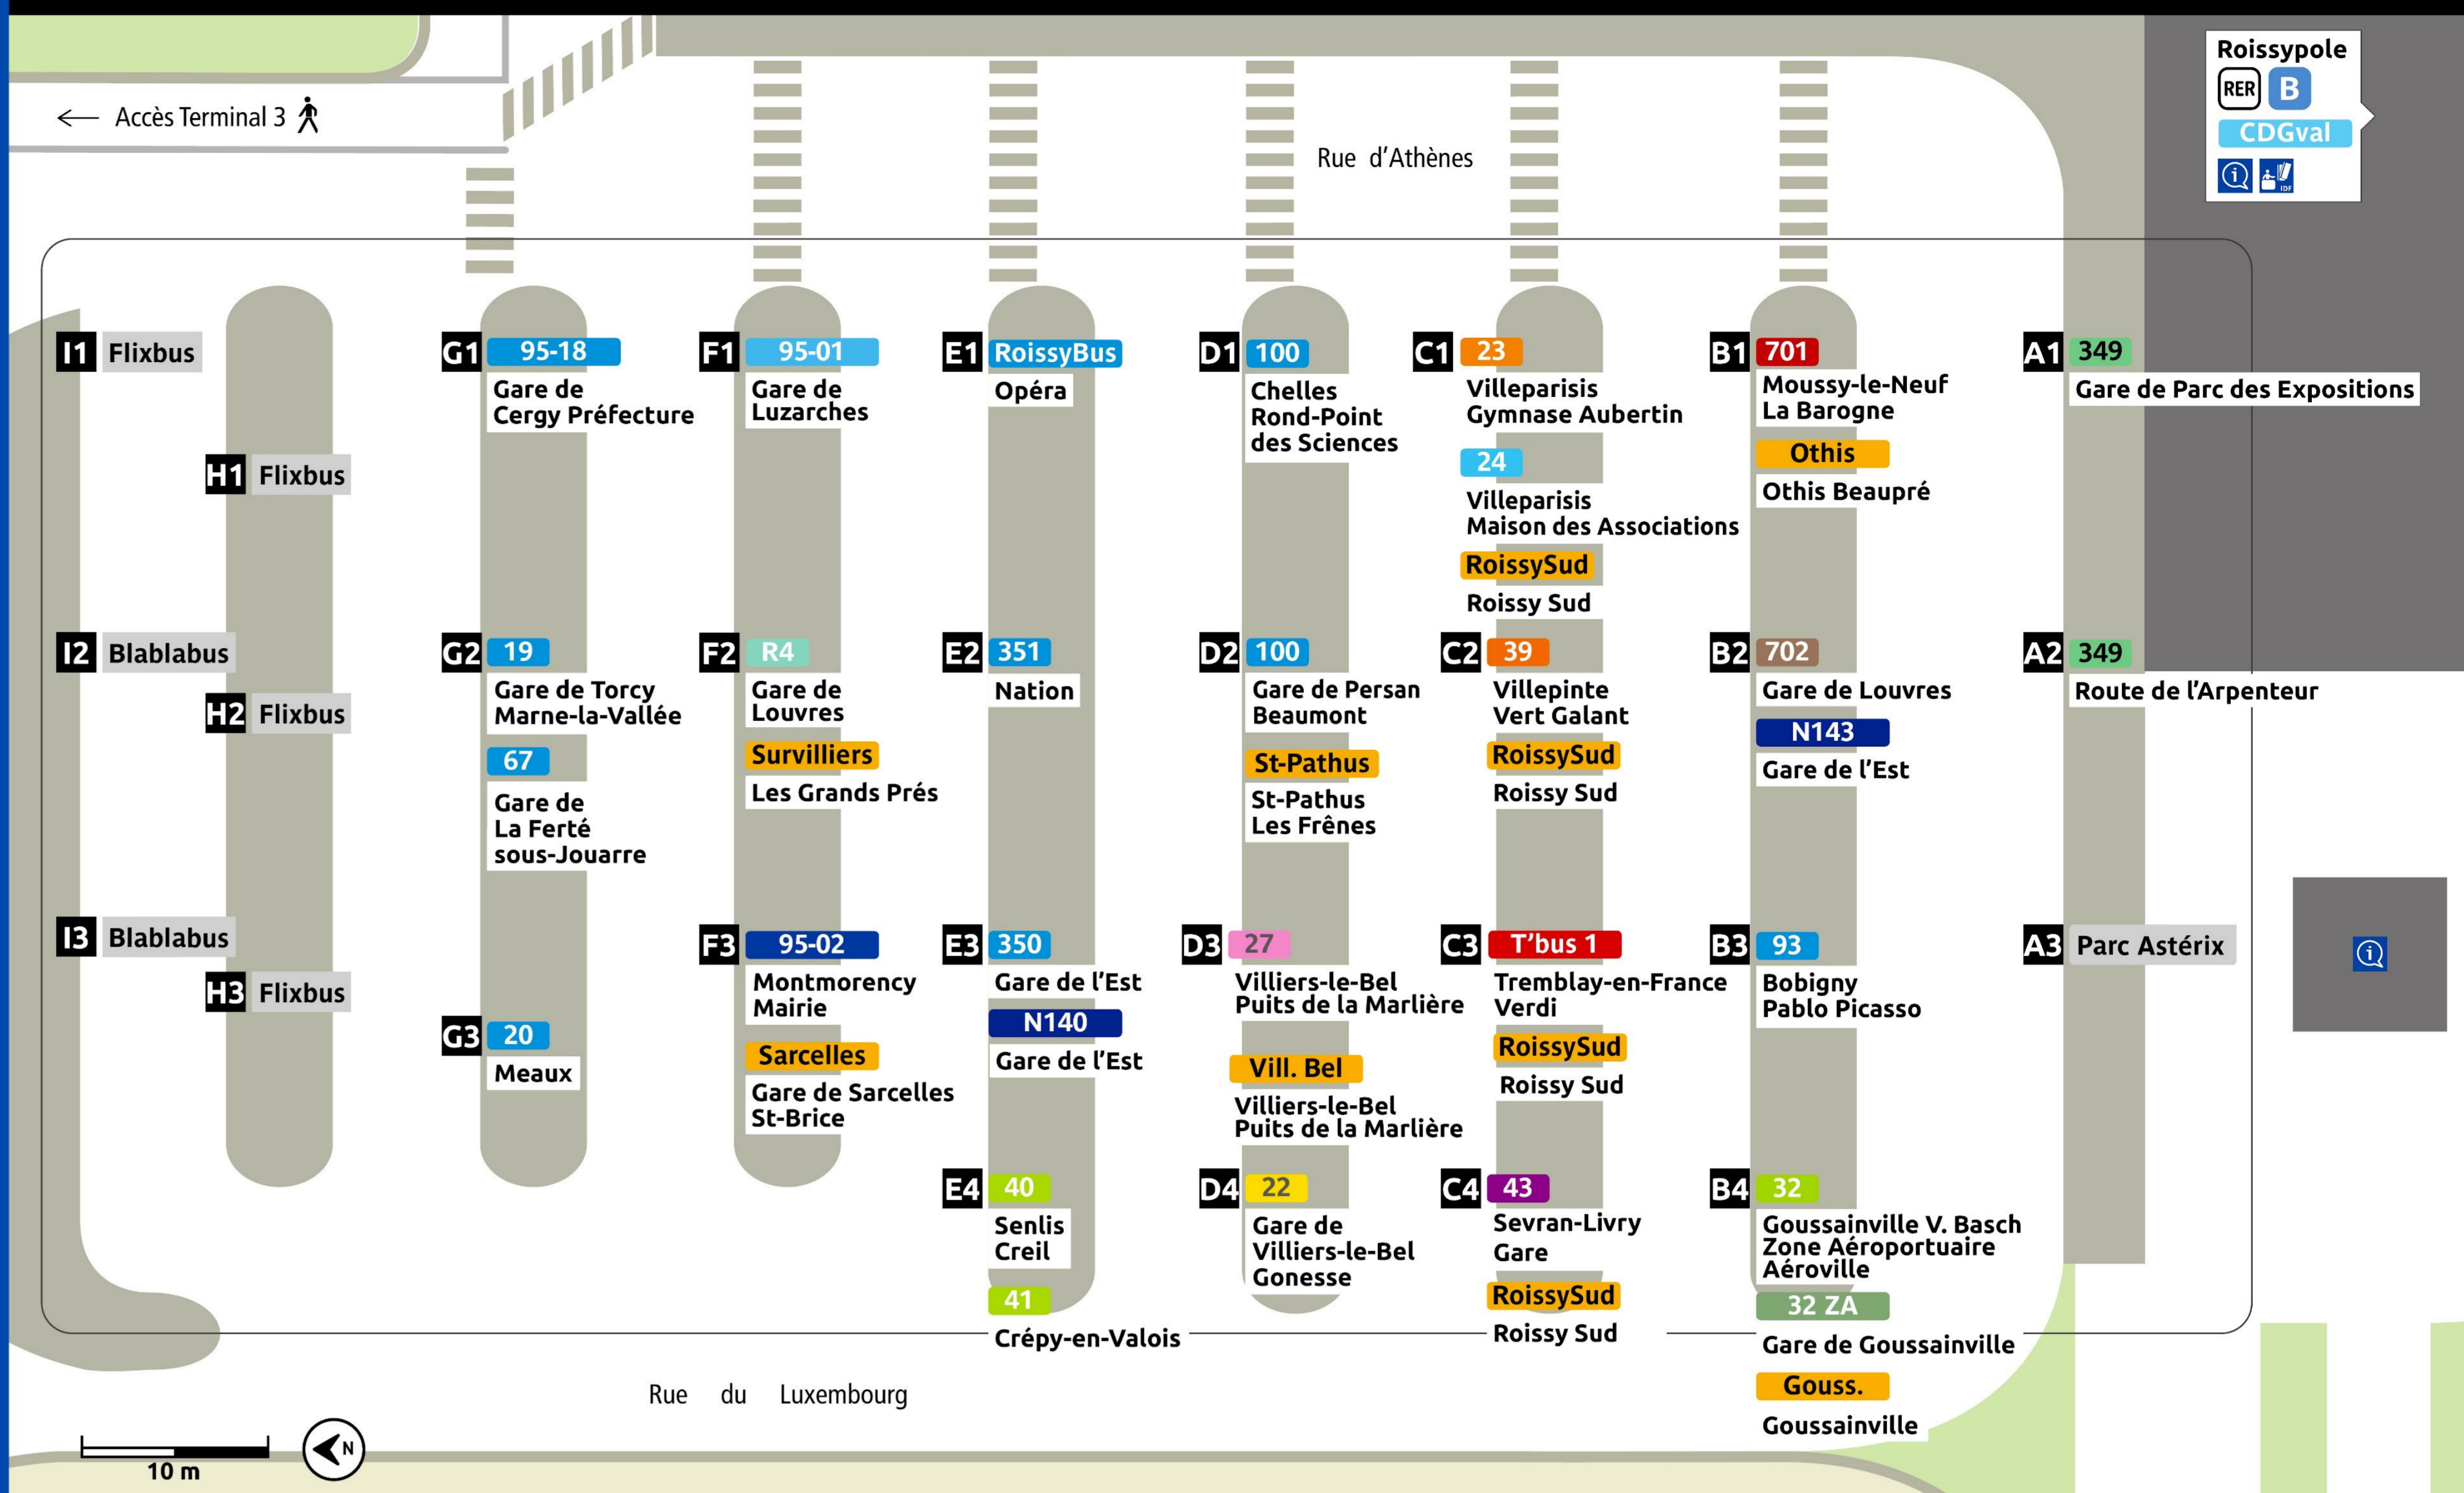 Roissypole
RER B
CDGval
i
IDF
← Accès Terminal 3
Rue d'Athènes
I1 Flixbus
H1 Flixbus
I2 Blablabus
H2 Flixbus
I3 Blablabus
H3 Flixbus
G1 95-18
Gare de
Cergy Préfecture
G2 19
Gare de Torcy
Marne-la-Vallée
67
Gare de
La Ferté
sous-Jouarre
G3 20
Meaux
F1 95-01
Gare de
Luzarches
F2 R4
Gare de
Louvres
Survilliers
Les Grands Prés
F3 95-02
Montmorency
Mairie
Sarcelles
Gare de Sarcelles
St-Brice
E1 RoissyBus
Opéra
E2 351
Nation
E3 350
Gare de l'Est
N140
Gare de l'Est
E4 40
Senlis
Creil
41
Crépy-en-Valois
D1 100
Chelles
Rond-Point
des Sciences
D2 100
Gare de Persan
Beaumont
St-Pathus
St-Pathus
Les Frênes
D3 27
Villiers-le-Bel
Puits de la Marlière
Vill. Bel
Villiers-le-Bel
Puits de la Marlière
D4 22
Gare de
Villiers-le-Bel
Gonesse
C1 23
Villeparisis
Gymnase Aubertin
24
Villeparisis
Maison des Associations
RoissySud
Roissy Sud
C2 39
Villepinte
Vert Galant
RoissySud
Roissy Sud
C3 T'bus 1
Tremblay-en-France
Verdi
RoissySud
Roissy Sud
C4 43
Sevran-Livry
Gare
RoissySud
Roissy Sud
B1 701
Moussy-le-Neuf
La Barogne
Othis
Othis Beaupré
B2 702
Gare de Louvres
N143
Gare de l'Est
B3 93
Bobigny
Pablo Picasso
B4 32
Goussainville V. Basch
Zone Aéroportuaire
Aéroville
32 ZA
Gare de Goussainville
Gouss.
Goussainville
A1 349
Gare de Parc des Expositions
A2 349
Route de l'Arpenteur
A3 Parc Astérix
i
Rue du Luxembourg
10 m
N